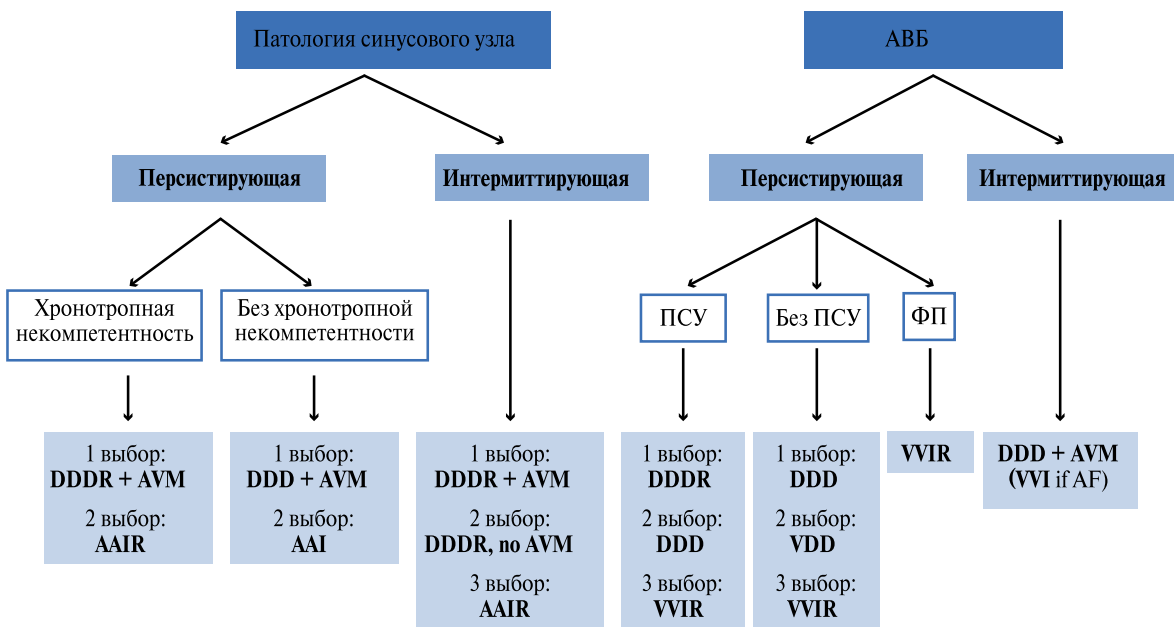 Патология синусового узла
АВБ
Персистирующая
Интермиттирующая
Персистирующая
Интермиттирующая
Хронотропная
некомпетентность
Без хронотропной
некомпетентности
ПСУ
Без ПСУ
ФП
1 выбор:
DDDR + AVM
2 выбор:
AAIR
1 выбор:
DDD + AVM
2 выбор:
AAI
1 выбор:
DDDR + AVM
2 выбор:
DDDR, no AVM
3 выбор:
AAIR
1 выбор:
DDDR
2 выбор:
DDD
3 выбор:
VVIR
1 выбор:
DDD
2 выбор:
VDD
3 выбор:
VVIR
VVIR
DDD + AVM
(VVI if AF)